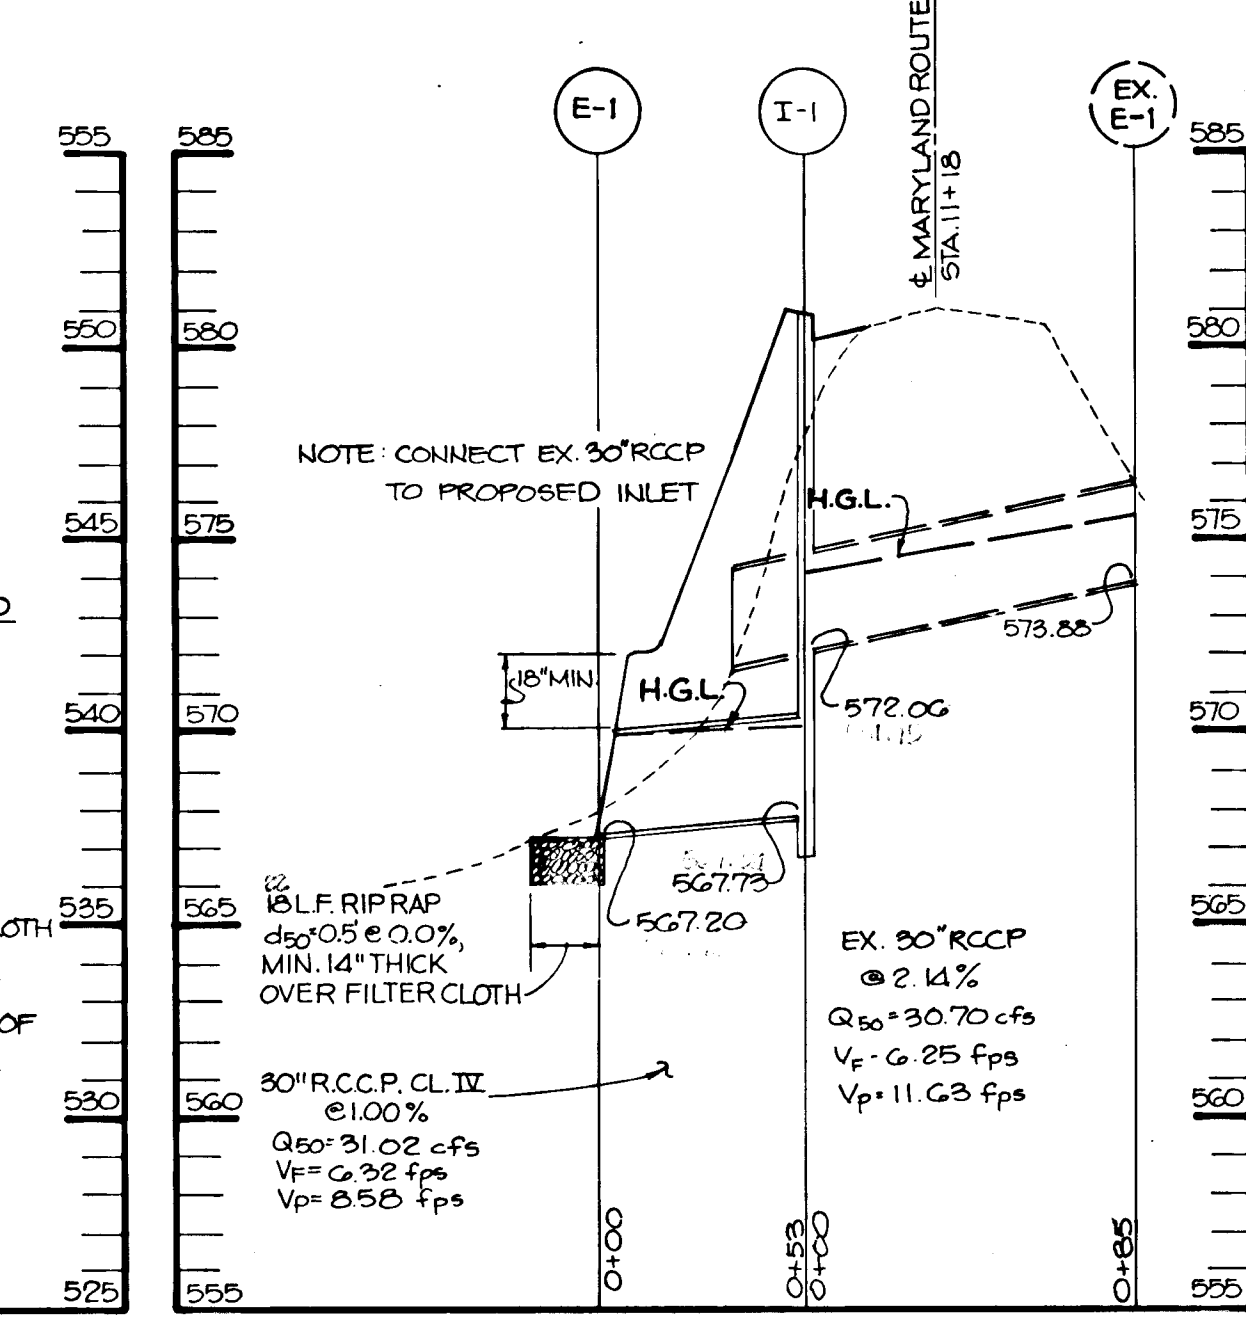 E-1
I-1
EX.
E-1
℄ MARYLAND ROUTE
STA. 11+18
555
585
585
550
580
580
NOTE: CONNECT EX. 30" RCCP
TO PROPOSED INLET
H.G.L.
545
575
575
573.88
18" MIN.
H.G.L.
540
570
572.06
570
567.73
567.20
18 L.F. RIPRAP
d50=0.5' @ 0.0%,
MIN. 14" THICK
OVER FILTER CLOTH
OTH
535
565
565
OF
EX. 30" RCCP
@ 2.14%
Q50=30.70 cfs
VF-6.25 fps
Vp=11.63 fps
30" R.C.C.P. CL. IV
@ 1.00%
Q50=31.02 cfs
VF=6.32 fps
Vp=8.58 fps
530
560
560
0+00
0+53
0+00
0+85
525
555
555